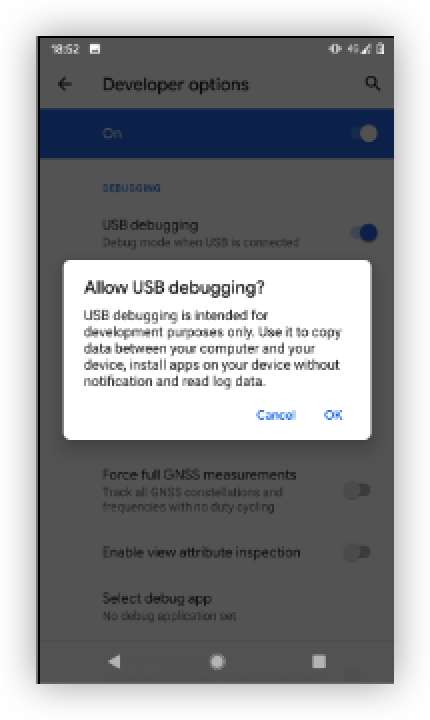 18:52
4G
Developer options
On
DEBUGGING
USB debugging
Debug mode when USB is connected
Allow USB debugging?
USB debugging is intended for
development purposes only. Use it to copy
data between your computer and your
device, install apps on your device without
notification and read log data.
Cancel OK
Force full GNSS measurements
Track all GNSS constellations and
frequencies with no duty cycling
Enable view attribute inspection
Select debug app
No debug application set